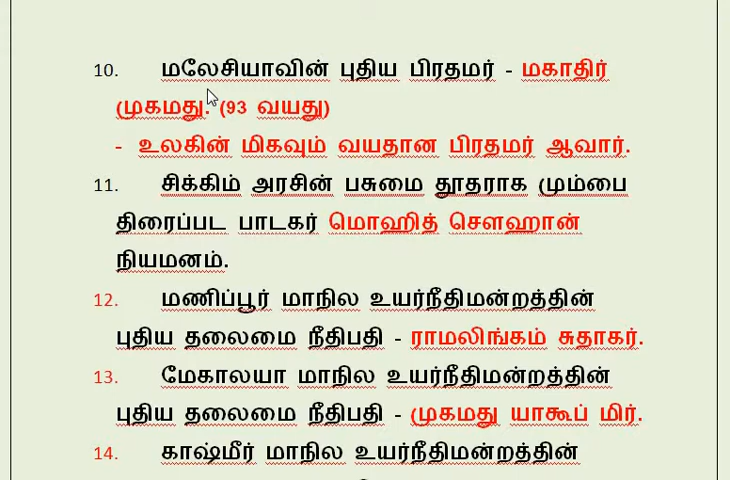 10. மலேசியாவின் புதிய பிரதமர் - மகாதிர்
முகமது. (93 வயது)
- உலகின் மிகவும் வயதான பிரதமர் ஆவார்.
11. சிக்கிம் அரசின் பசுமை தூதராக மும்பை
திரைப்பட பாடகர் மொஹித் சௌஹான்
நியமனம்.
12. மணிப்பூர் மாநில உயர்நீதிமன்றத்தின்
புதிய தலைமை நீதிபதி - ராமலிங்கம் சுதாகர்.
13. மேகாலயா மாநில உயர்நீதிமன்றத்தின்
புதிய தலைமை நீதிபதி - முகமது யாகூப் மிர்.
14. காஷ்மீர் மாநில உயர்நீதிமன்றத்தின்